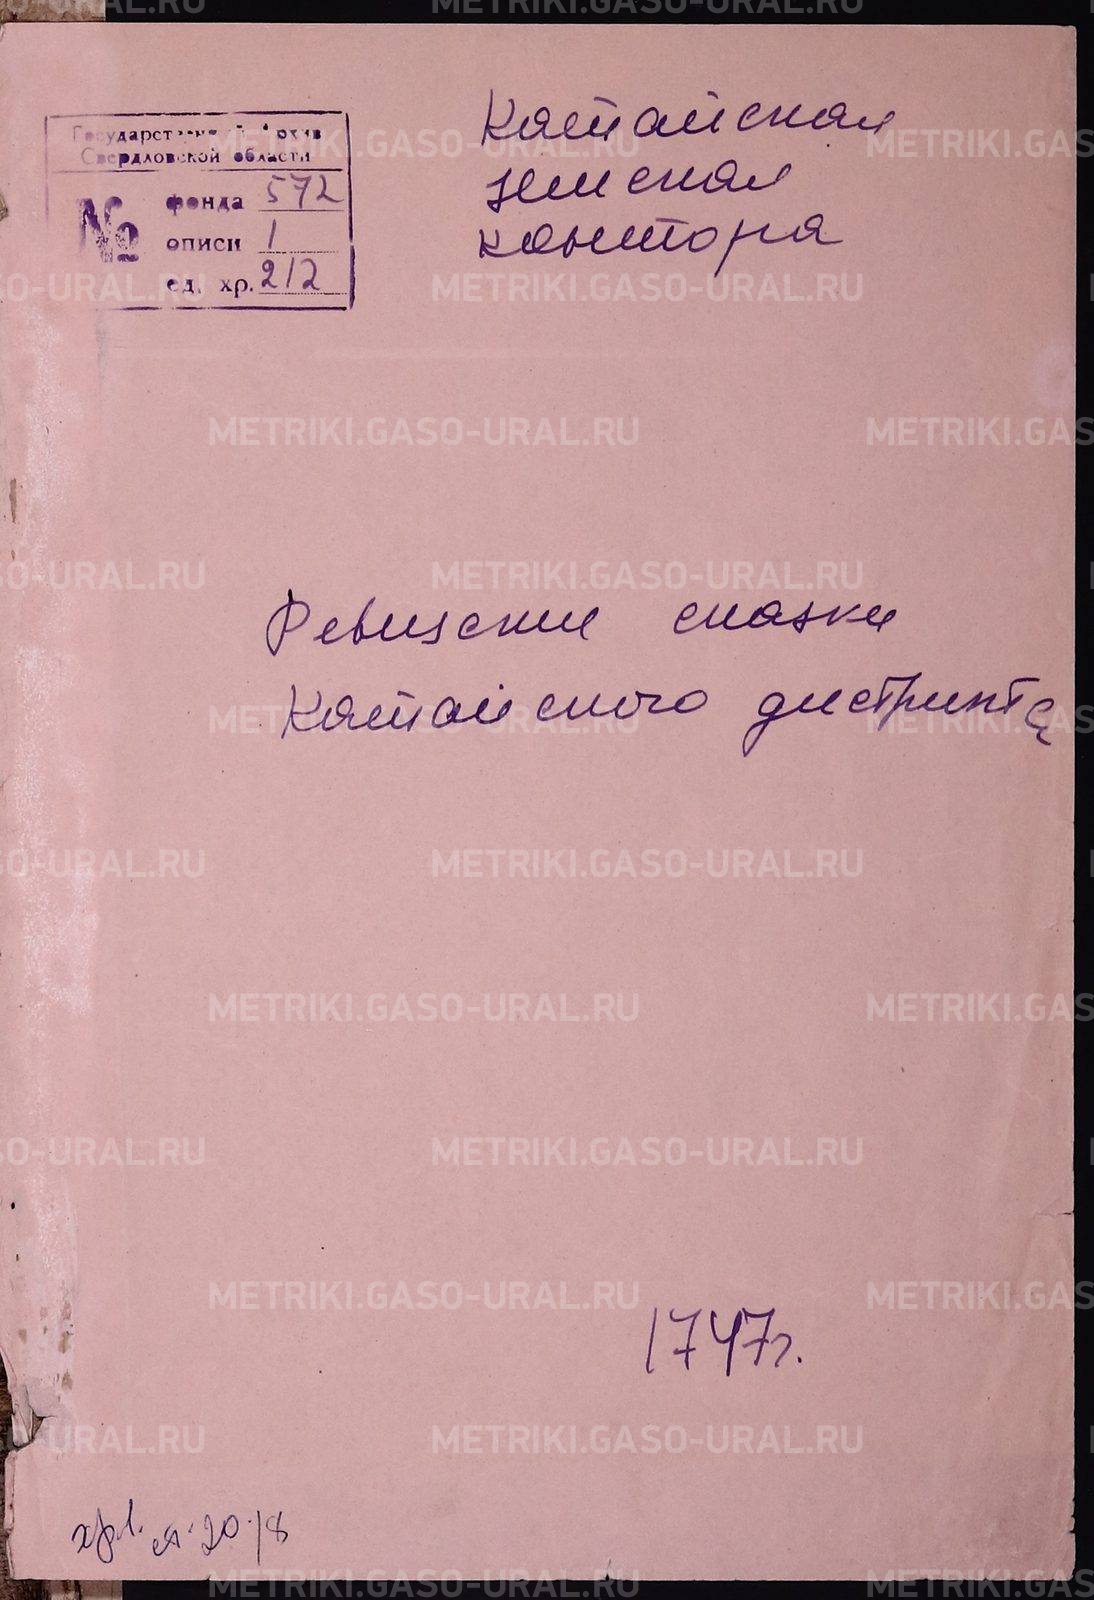 Государственный Архив
Свердловской области
№ фонда 572
описи 1
ед. хр. 212
Катайская
земская
контора
Ревизские сказки
Катайского дистрикта
1747г.
METRIKI.GASO-URAL.RU